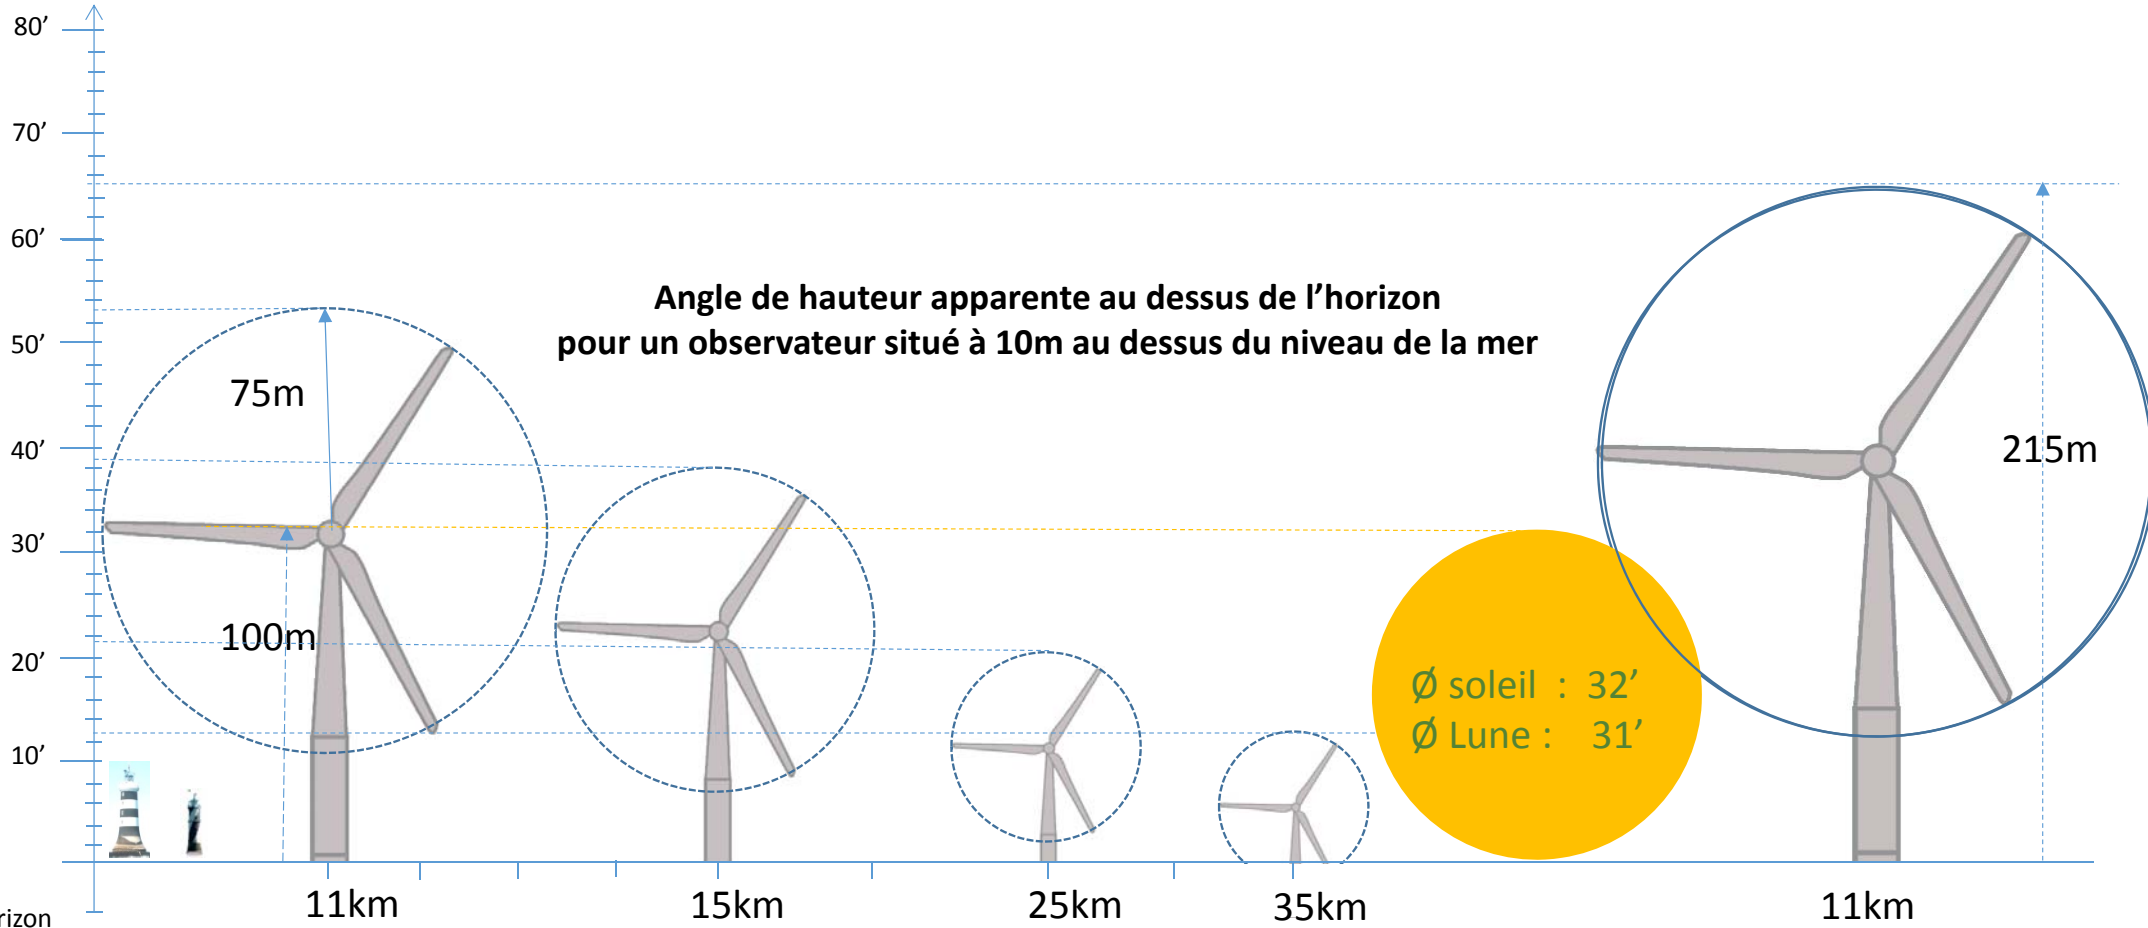 80’
70’
60’
50’
40’
30’
20’
10’
Angle de hauteur apparente au dessus de l’horizon
pour un observateur situé à 10m au dessus du niveau de la mer
75m
100m
215m
Ø soleil : 32’
Ø Lune : 31’
11km
15km
25km
35km
11km
rizon